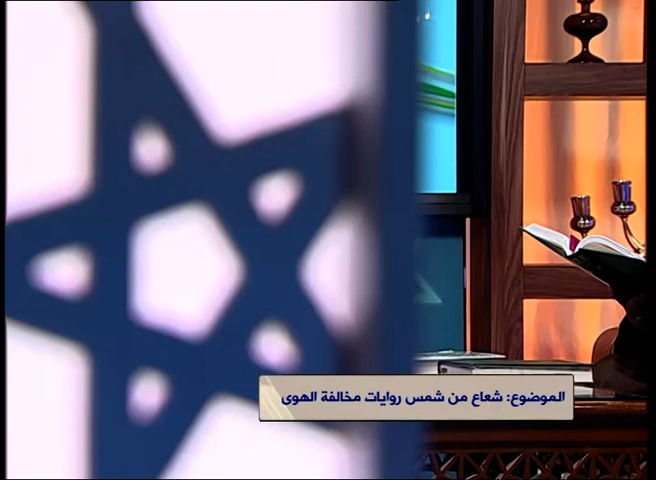 الموضوع: شعاع من شمس روايات مخالفة الهوى